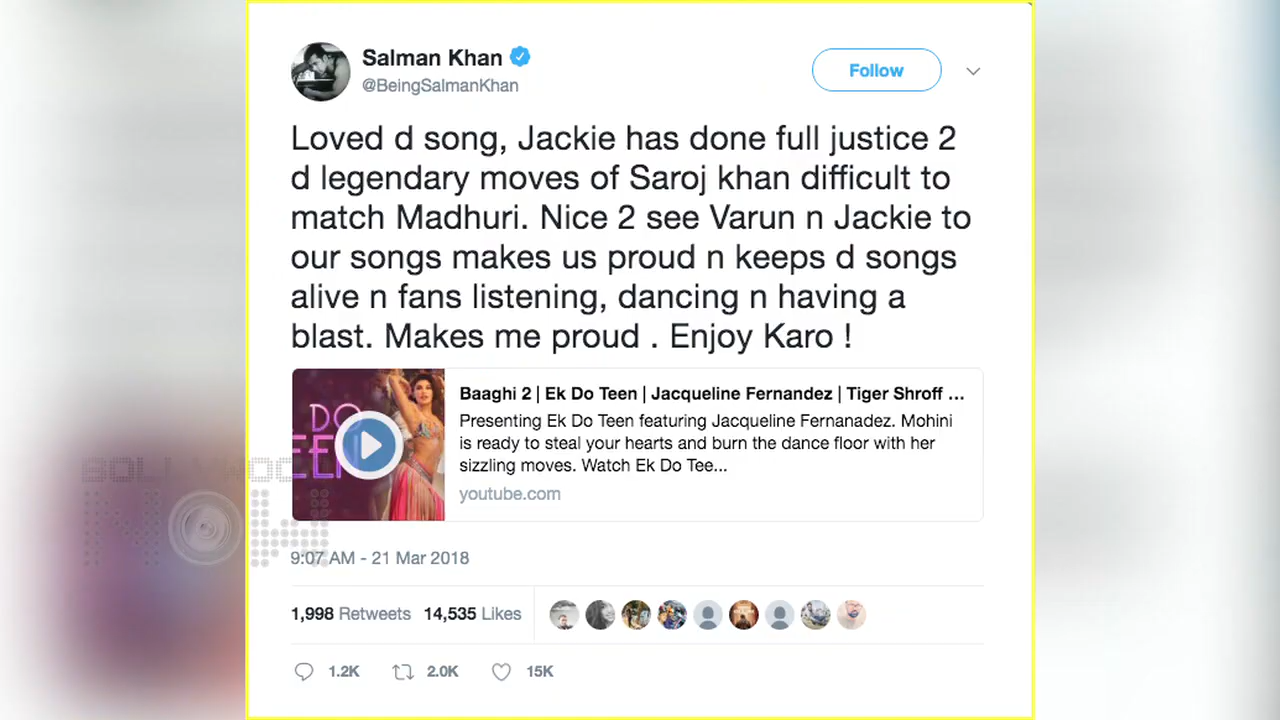 Salman Khan
@BeingSalmanKhan
Follow
Loved d song, Jackie has done full justice 2
d legendary moves of Saroj khan difficult to
match Madhuri. Nice 2 see Varun n Jackie to
our songs makes us proud n keeps d songs
alive n fans listening, dancing n having a
blast. Makes me proud . Enjoy Karo !
DO
Baaghi 2 | Ek Do Teen | Jacqueline Fernandez | Tiger Shroff ...
Presenting Ek Do Teen featuring Jacqueline Fernanadez. Mohini
is ready to steal your hearts and burn the dance floor with her
sizzling moves. Watch Ek Do Tee...
youtube.com
NOW
9:07 AM - 21 Mar 2018
1,998 Retweets 14,535 Likes
1.2K 2.0K 15K